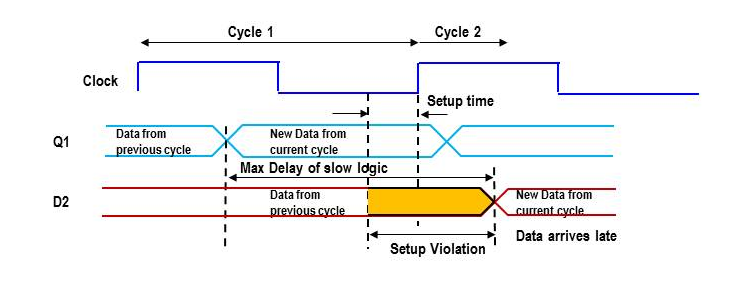 Cycle 1
Cycle 2
Clock
Setup time
Q1
Data from
previous cycle
New Data from
current cycle
Max Delay of slow logic
D2
Data from
previous cycle
New Data from
current cycle
Data arrives late
Setup Violation